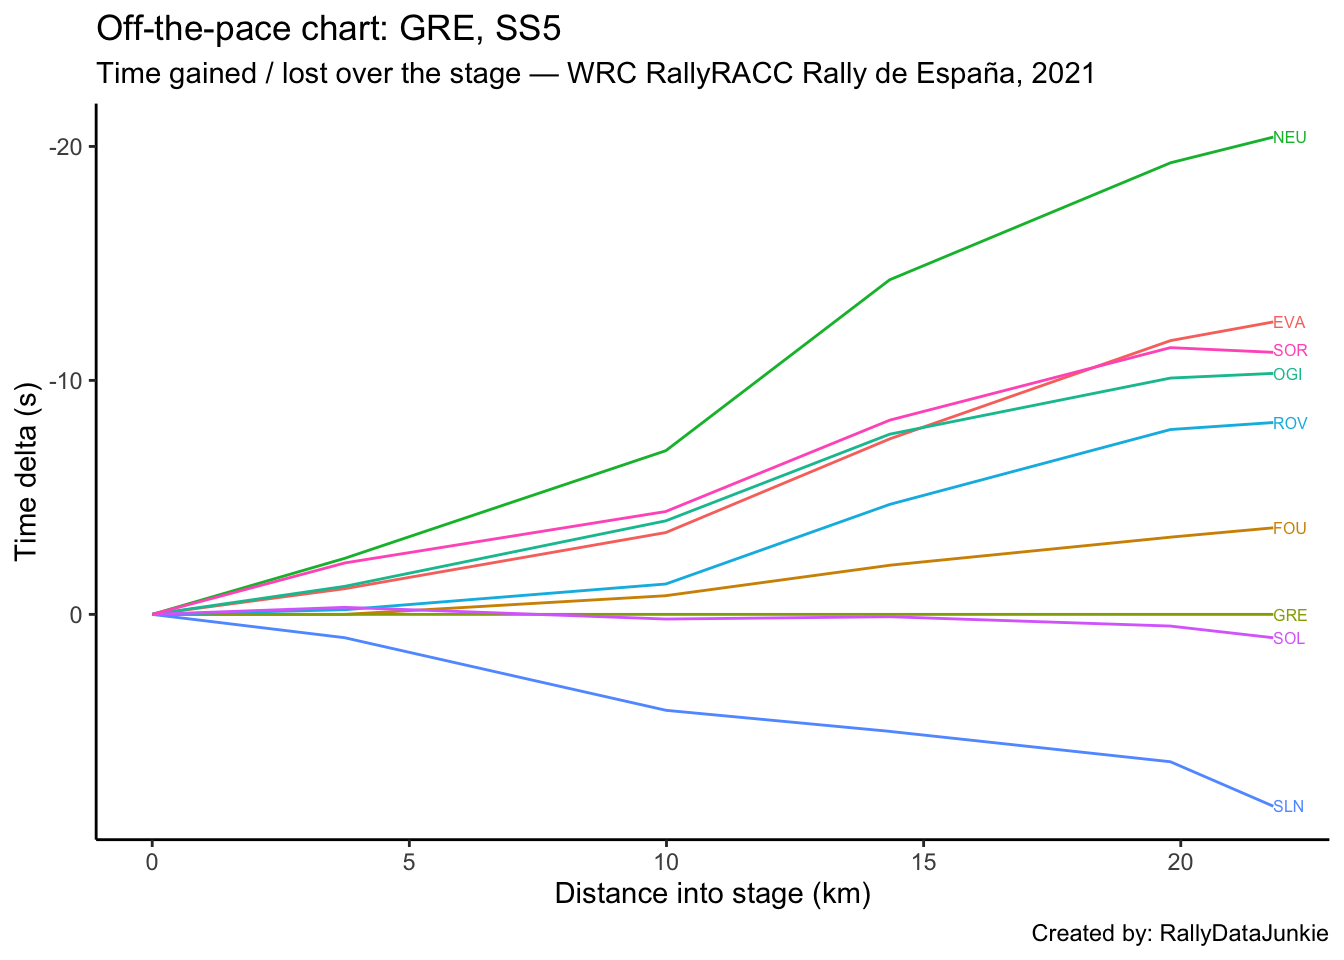 Off-the-pace chart: GRE, SS5
Time gained / lost over the stage — WRC RallyRACC Rally de España, 2021
-20
-10
0
Time delta (s)
NEU
EVA
SOR
OGI
ROV
FOU
GRE
SOL
SLN
0 5 10 15 20
Distance into stage (km)
Created by: RallyDataJunkie